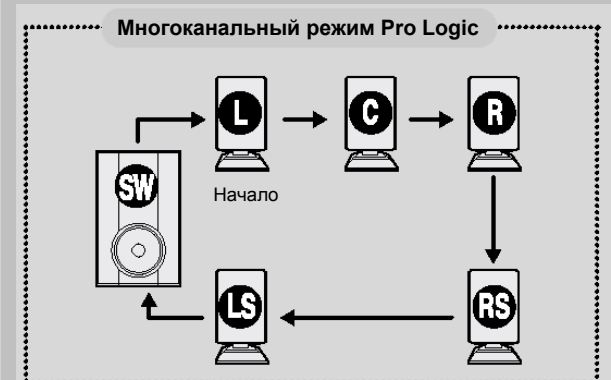 Многоканальный режим Pro Logic
L C R
Начало
SW
LS RS